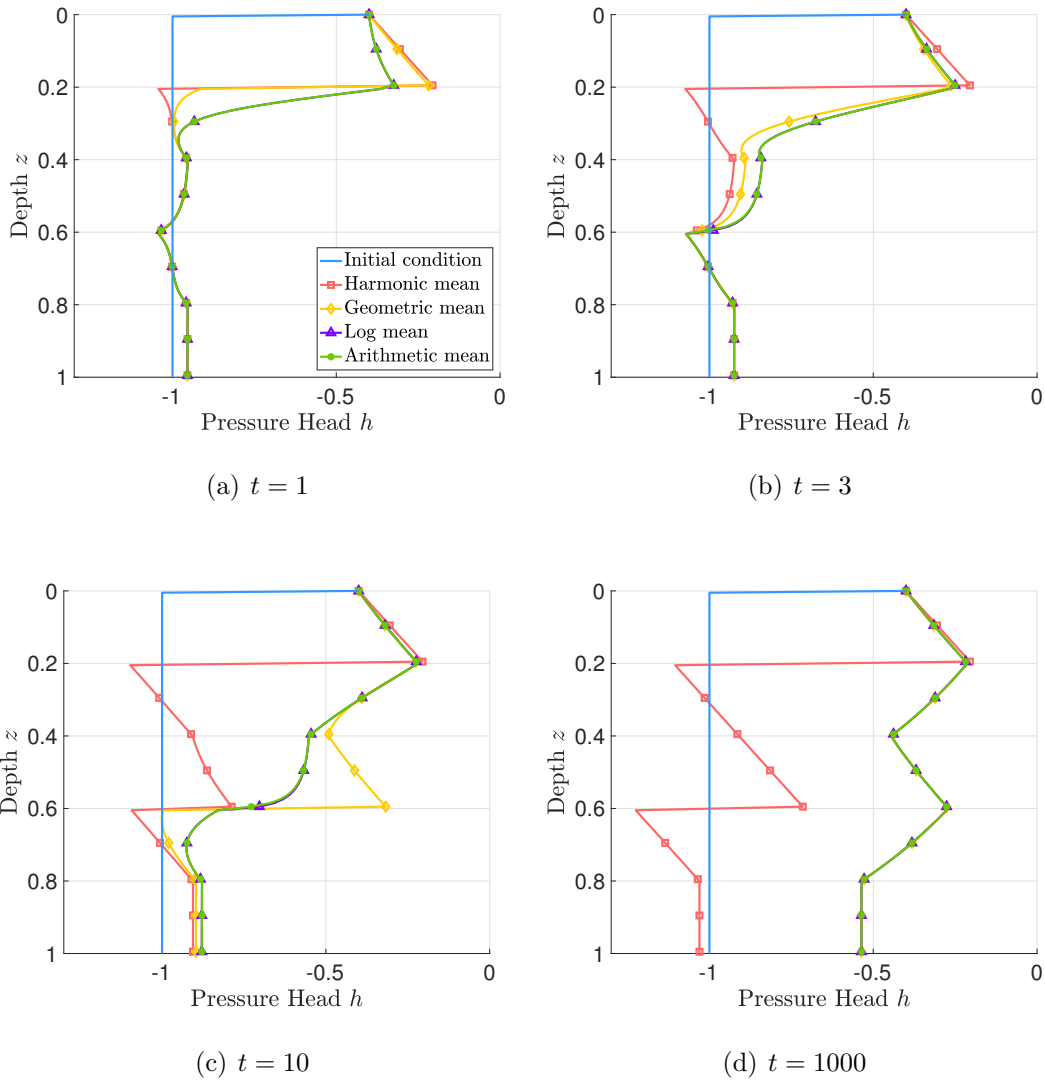 0
0.2
0.4
0.6
0.8
1
Depth z
-1
-0.5
0
Pressure Head h
Initial condition
Harmonic mean
Geometric mean
Log mean
Arithmetic mean
(a) t = 1
0
0.2
0.4
0.6
0.8
1
Depth z
-1
-0.5
0
Pressure Head h
(b) t = 3
0
0.2
0.4
0.6
0.8
1
Depth z
-1
-0.5
0
Pressure Head h
(c) t = 10
0
0.2
0.4
0.6
0.8
1
Depth z
-1
-0.5
0
Pressure Head h
(d) t = 1000